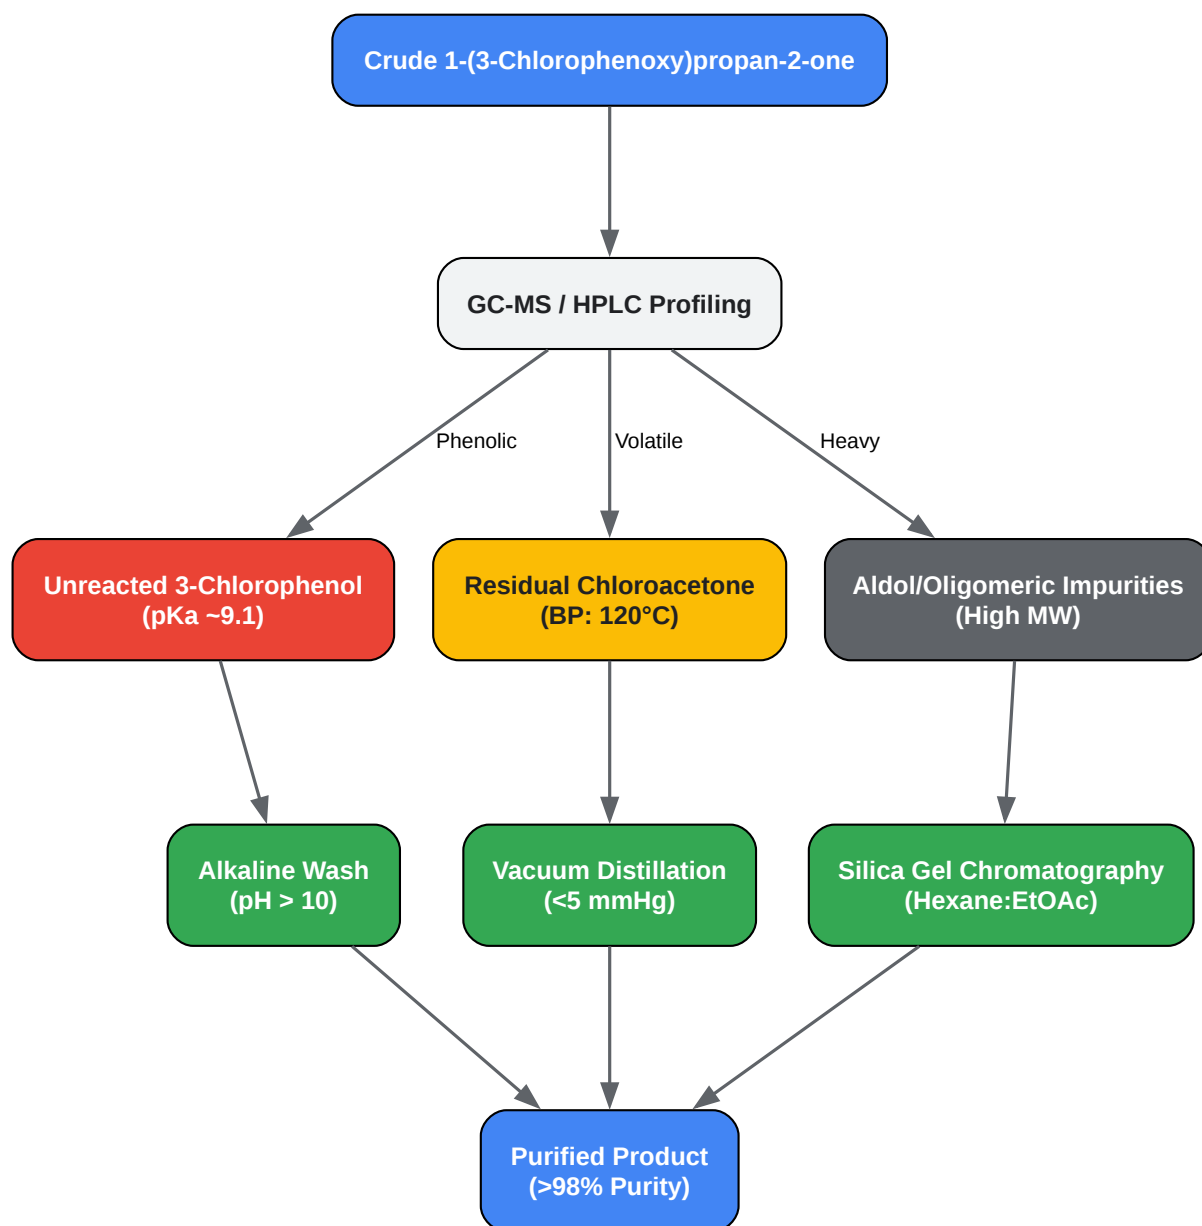 Crude 1-(3-Chlorophenoxy)propan-2-one
GC-MS / HPLC Profiling
Phenolic
Volatile
Heavy
Unreacted 3-Chlorophenol
(pKa ~9.1)
Residual Chloroacetone
(BP: 120°C)
Aldol/Oligomeric Impurities
(High MW)
Alkaline Wash
(pH > 10)
Vacuum Distillation
(<5 mmHg)
Silica Gel Chromatography
(Hexane:EtOAc)
Purified Product
(>98% Purity)